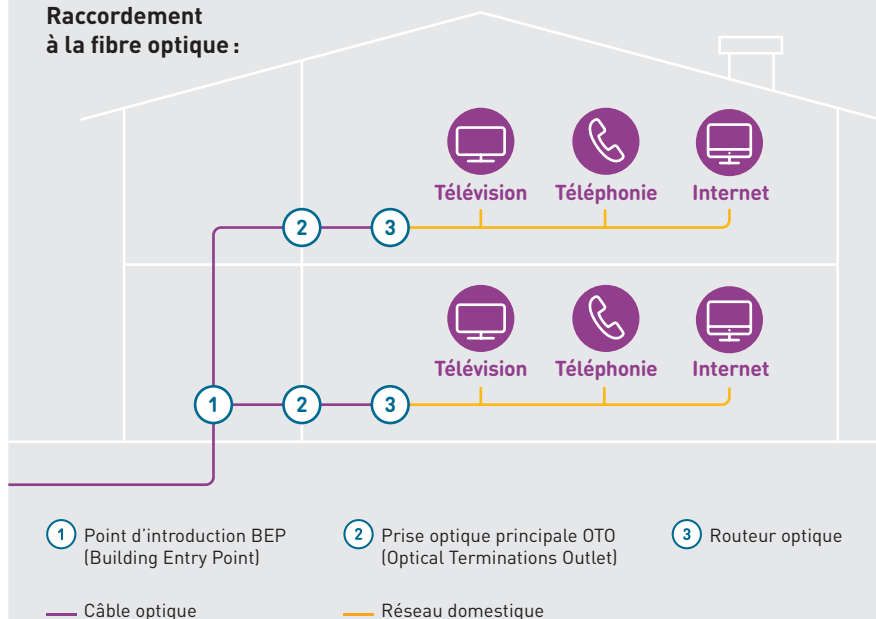 Raccordement
à la fibre optique :
Télévision Téléphonie Internet
2 3
Télévision Téléphonie Internet
1 2 3
1 Point d’introduction BEP
(Building Entry Point)
2 Prise optique principale OTO
(Optical Terminations Outlet)
3 Routeur optique
Câble optique
Réseau domestique